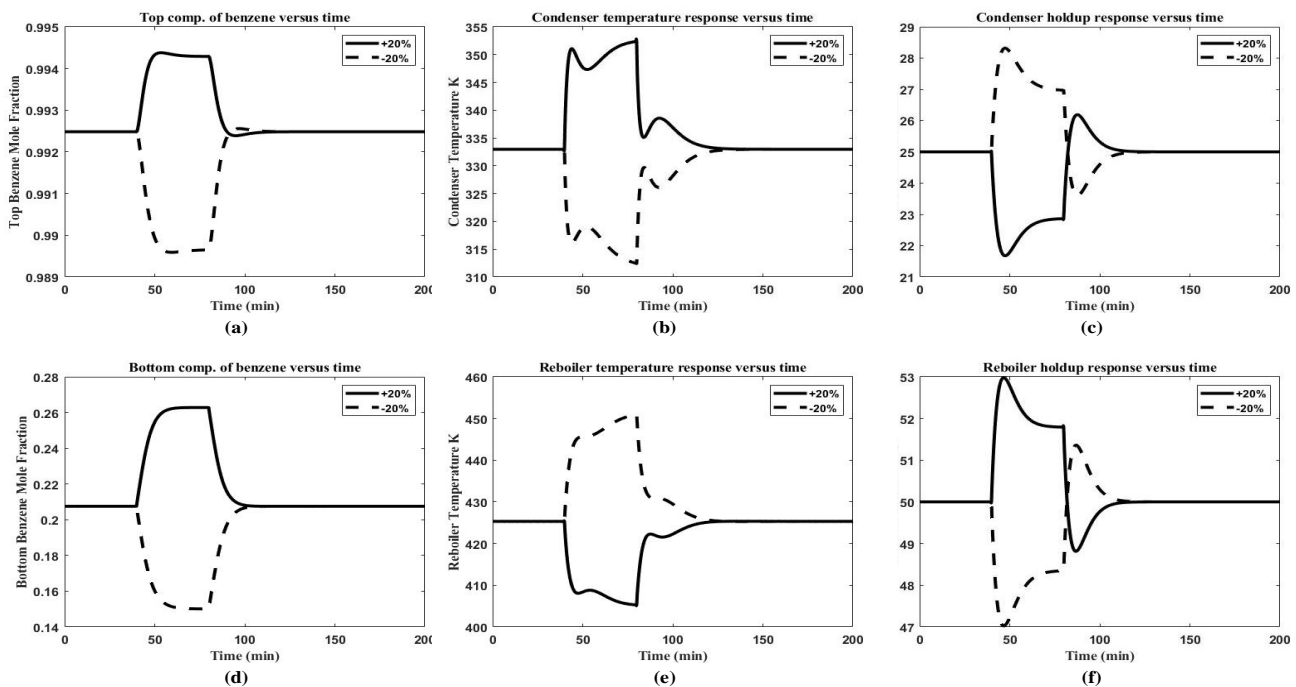 Top comp. of benzene versus time
0.995
0.994
0.993
0.992
0.991
0.99
0.989
Top Benzene Mole Fraction
+20%
-20%
0 50 100 150 200
Time (min)
(a)
Condenser temperature response versus time
355
350
345
340
335
330
325
320
315
310
Condenser Temperature K
+20%
-20%
0 50 100 150 200
Time (min)
(b)
Condenser holdup response versus time
29
28
27
26
25
24
23
22
21
+20%
-20%
0 50 100 150 200
Time (min)
(c)
Bottom comp. of benzene versus time
0.28
0.26
0.24
0.22
0.2
0.18
0.16
0.14
Bottom Benzene Mole Fraction
+20%
-20%
0 50 100 150 200
Time (min)
(d)
Reboiler temperature response versus time
460
450
440
430
420
410
400
Reboiler Temperature K
+20%
-20%
0 50 100 150 200
Time (min)
(e)
Reboiler holdup response versus time
53
52
51
50
49
48
47
+20%
-20%
0 50 100 150 200
Time (min)
(f)